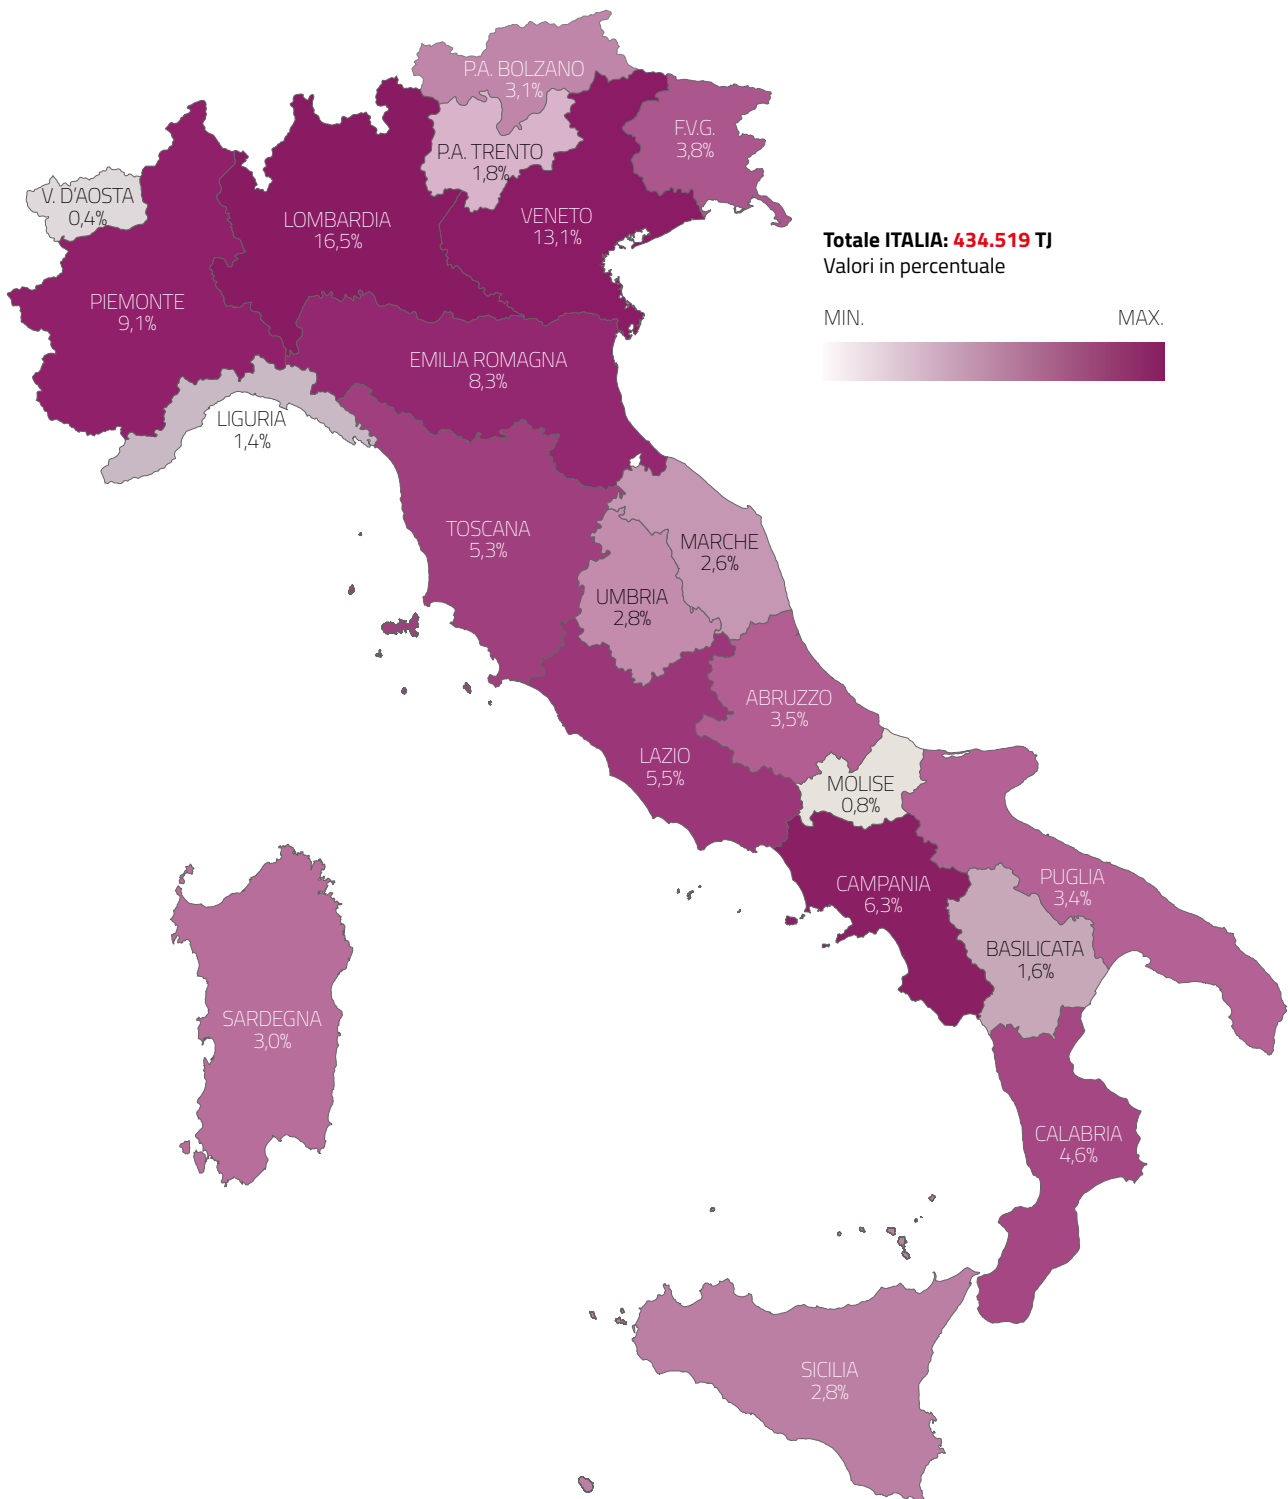 P.A. BOLZANO
3,1%
F.V.G.
3,8%
P.A. TRENTO
1,8%
V. D'AOSTA
0,4%
LOMBARDIA
16,5%
VENETO
13,1%
Totale ITALIA: 434.519 TJ
Valori in percentuale
MIN.
MAX.
PIEMONTE
9,1%
EMILIA ROMAGNA
8,3%
LIGURIA
1,4%
TOSCANA
5,3%
MARCHE
2,6%
UMBRIA
2,8%
ABRUZZO
3,5%
LAZIO
5,5%
MOLISE
0,8%
CAMPANIA
6,3%
PUGLIA
3,4%
BASILICATA
1,6%
SARDEGNA
3,0%
CALABRIA
4,6%
SICILIA
2,8%